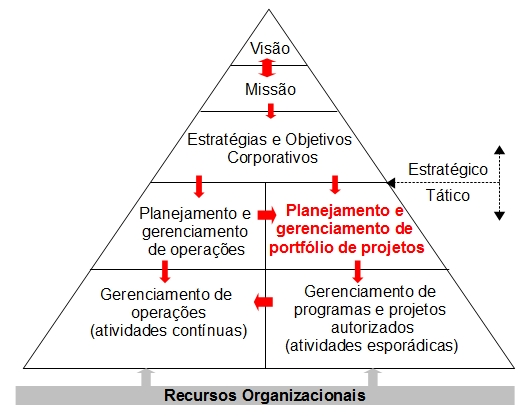 Visão
Missão
Estratégias e Objetivos
Corporativos
Estratégico
Tático
Planejamento e
gerenciamento
de operações
Planejamento e
gerenciamento de
portfólio de projetos
Gerenciamento de
operações
(atividades contínuas)
Gerenciamento de
programas e projetos
autorizados
(atividades esporádicas)
Recursos Organizacionais